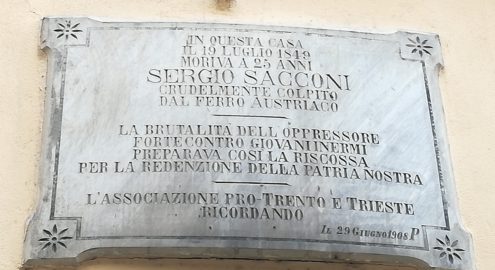 IN QUESTA CASA
IL 19 LUGLIO 1849
MORIVA A 25 ANNI
SERGIO SACCONI
CRUDELMENTE COLPITO
DAL FERRO AUSTRIACO
LA BRUTALITÀ DELL'OPPRESSORE
FORTE CONTRO GIOVANI INERMI
PREPARAVA COSÌ LA RISCOSSA
PER LA REDENZIONE DELLA PATRIA NOSTRA
L'ASSOCIAZIONE PRO-TRENTO E TRIESTE
RICORDANDO
IL 29 GIUGNO 1908 P.